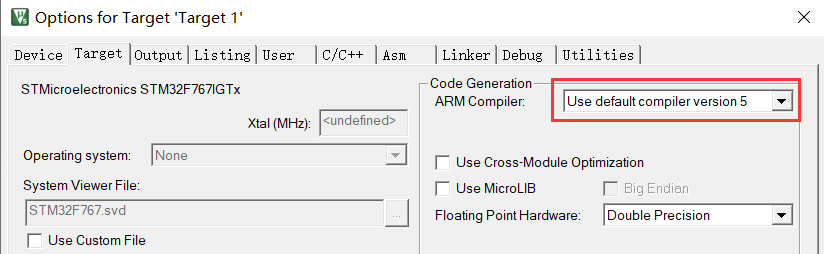 Options for Target 'Target 1'
Device Target Output Listing User C/C++ Asm Linker Debug Utilities
STMicroelectronics STM32F767IGTx
Xtal (MHz): <undefined>
Operating system: None
System Viewer File:
STM32F767.svd ...
Use Custom File
Code Generation
ARM Compiler: Use default compiler version 5
Use Cross-Module Optimization
Use MicroLIB Big Endian
Floating Point Hardware: Double Precision